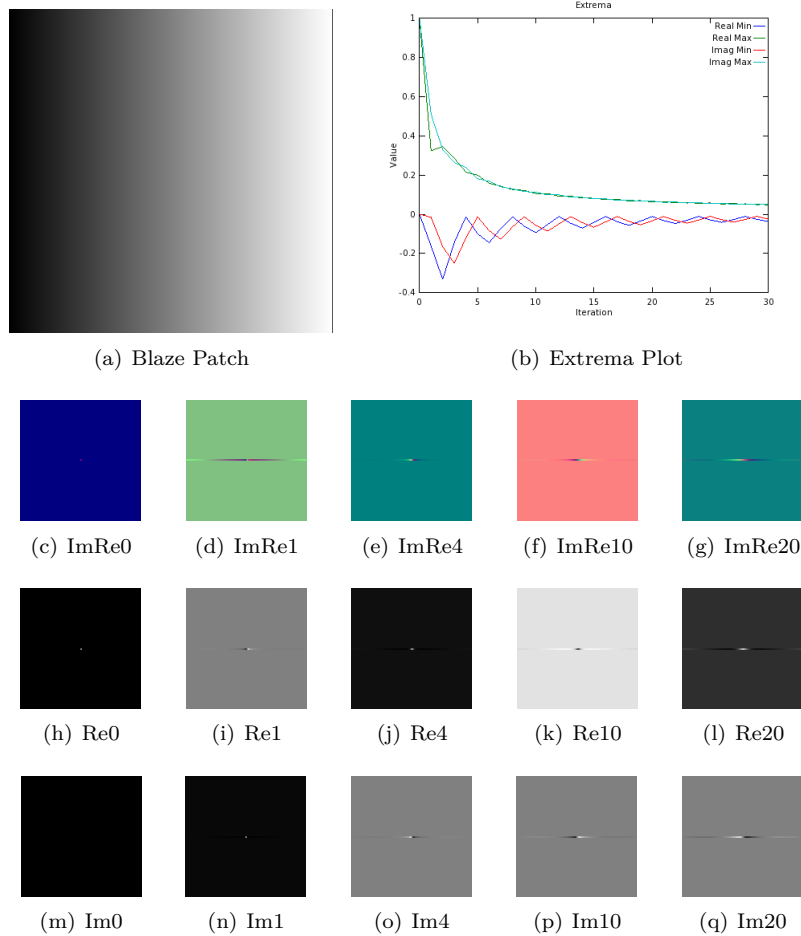 Extrema
Real Min
Real Max
Imag Min
Imag Max
1
0.8
0.6
0.4
0.2
0
-0.2
-0.4
Value
0 5 10 15 20 25 30
Iteration
(a) Blaze Patch
(b) Extrema Plot
(c) ImRe0
(d) ImRe1
(e) ImRe4
(f) ImRe10
(g) ImRe20
(h) Re0
(i) Re1
(j) Re4
(k) Re10
(l) Re20
(m) Im0
(n) Im1
(o) Im4
(p) Im10
(q) Im20